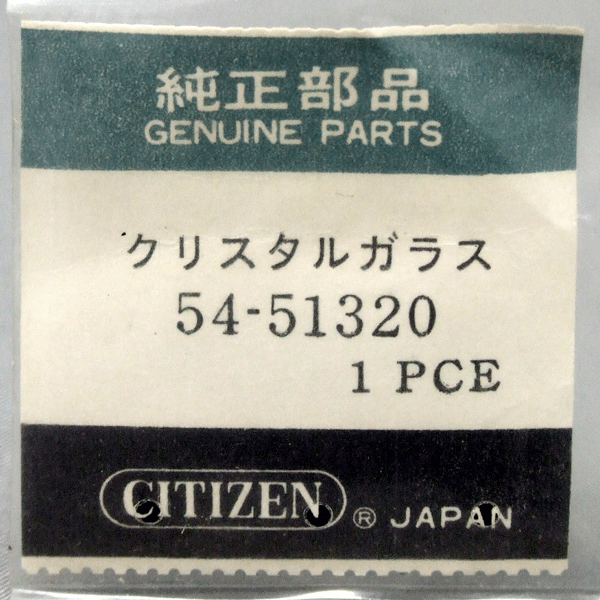 純正部品
GENUINE PARTS
クリスタルガラス
54-51320
1 PCE
CITIZEN ® JAPAN